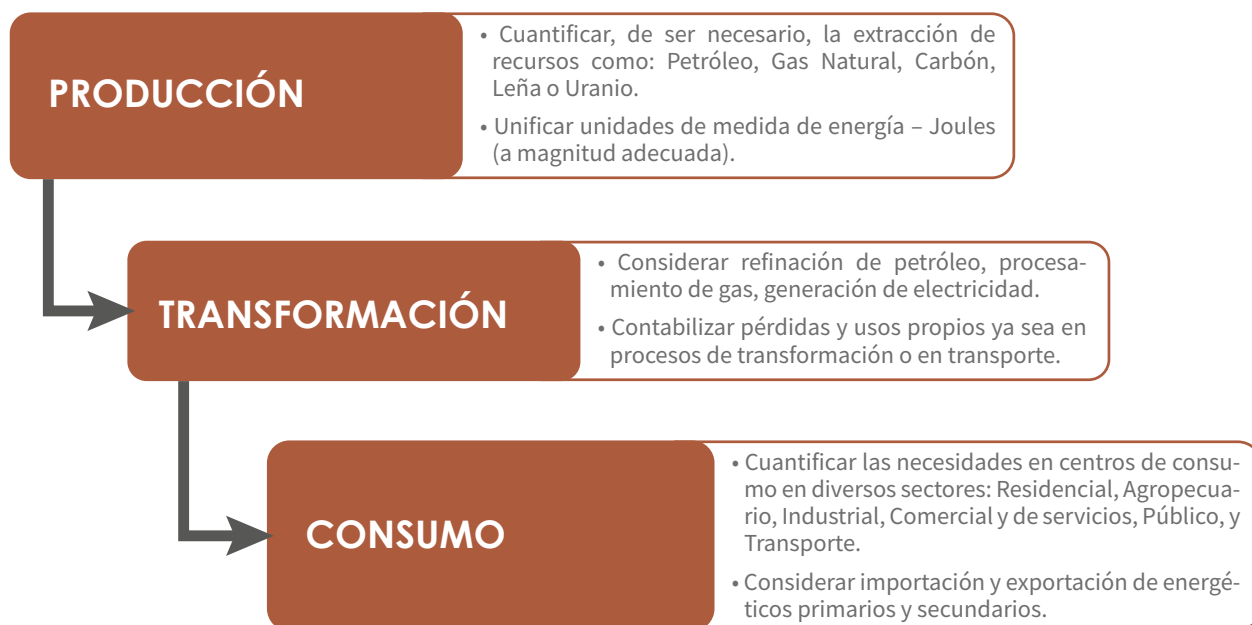 PRODUCCIÓN
• Cuantificar, de ser necesario, la extracción de
recursos como: Petróleo, Gas Natural, Carbón,
Leña o Uranio.
• Unificar unidades de medida de energía – Joules
(a magnitud adecuada).
TRANSFORMACIÓN
• Considerar refinación de petróleo, procesa-
miento de gas, generación de electricidad.
• Contabilizar pérdidas y usos propios ya sea en
procesos de transformación o en transporte.
CONSUMO
• Cuantificar las necesidades en centros de consu-
mo en diversos sectores: Residencial, Agropecua-
rio, Industrial, Comercial y de servicios, Público, y
Transporte.
• Considerar importación y exportación de energé-
ticos primarios y secundarios.